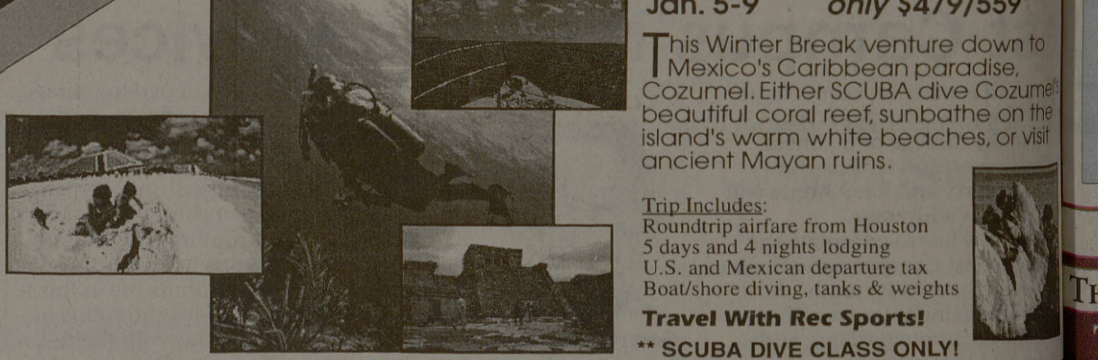 Jan. 5-9 only $479/559
This Winter Break venture down to
Mexico's Caribbean paradise,
Cozumel. Either SCUBA dive Cozumel's
beautiful coral reef, sunbathe on the
island's warm white beaches, or visit
ancient Mayan ruins.
Trip Includes:
Roundtrip airfare from Houston
5 days and 4 nights lodging
U.S. and Mexican departure tax
Boat/shore diving, tanks & weights
Travel With Rec Sports!
** SCUBA DIVE CLASS ONLY!